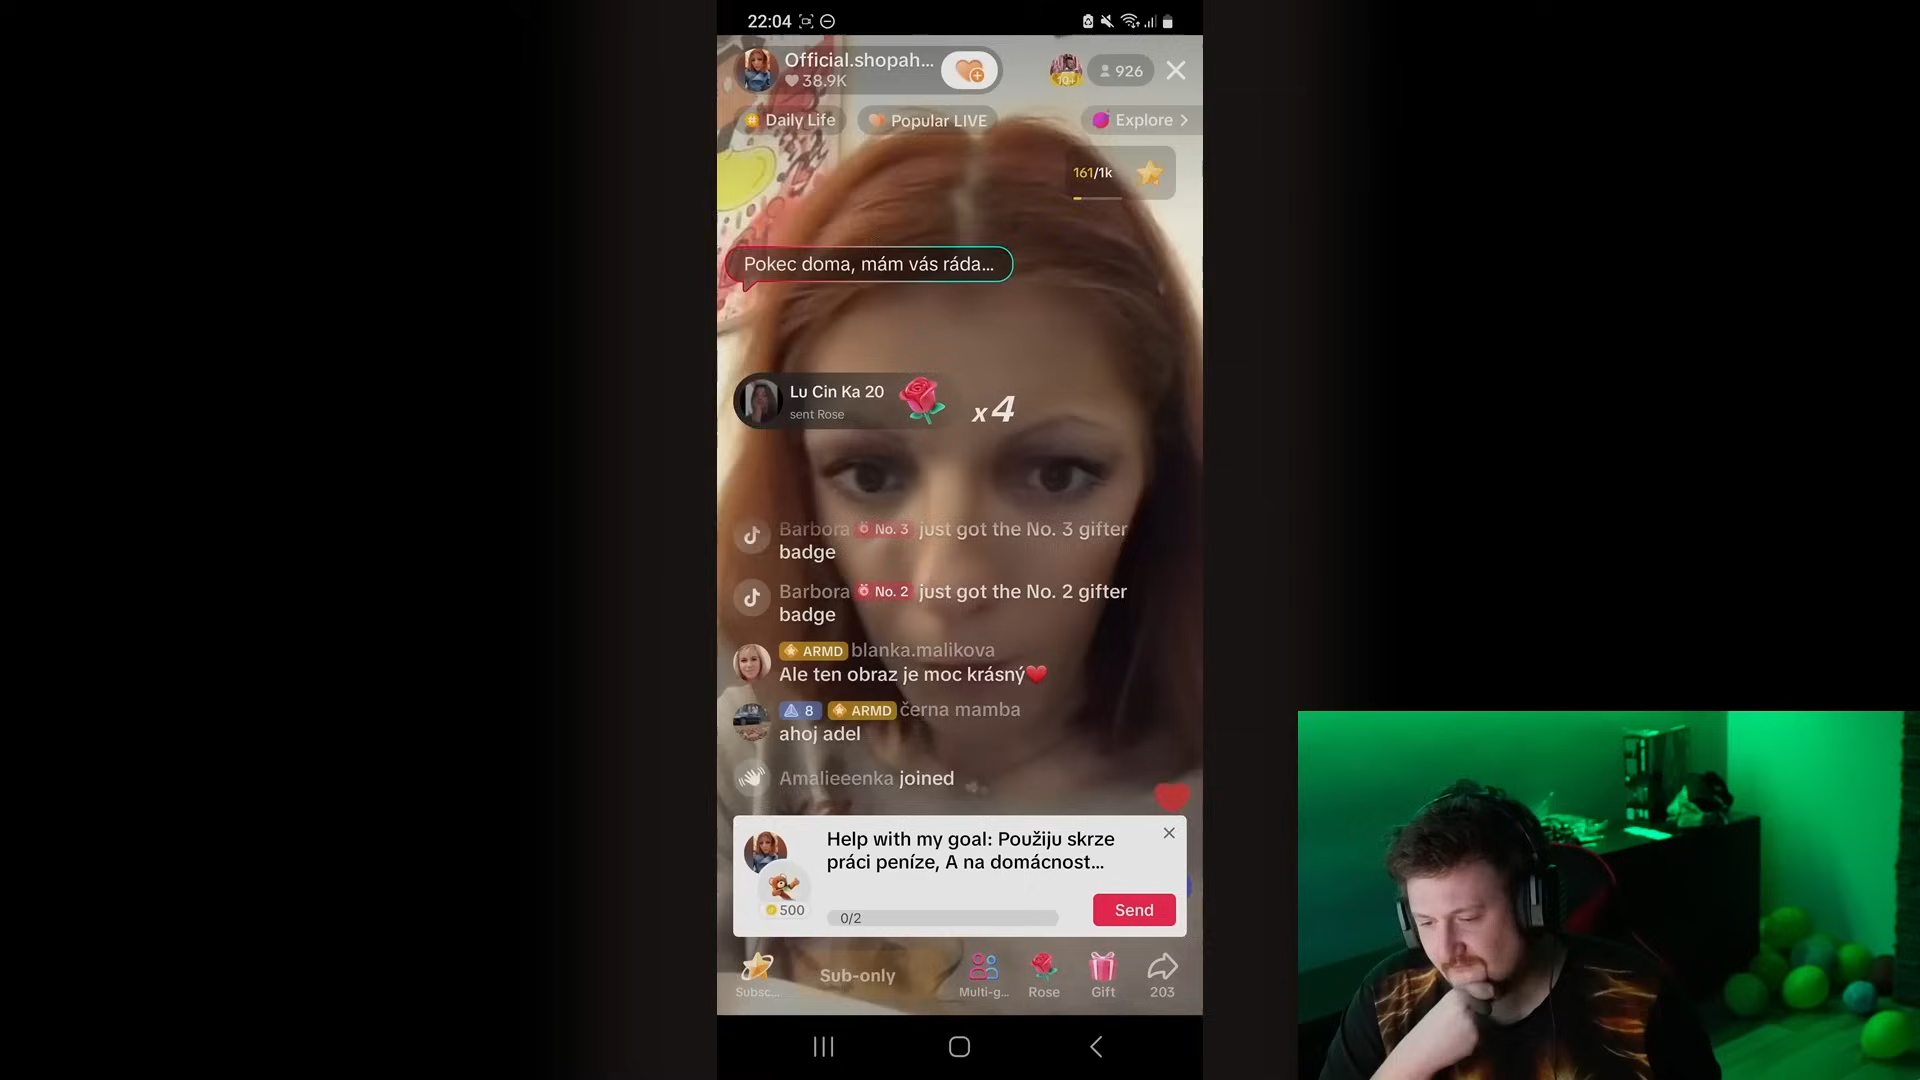 22:04
Official.shopah...
38.9K
10+
926
Daily Life
Popular LIVE
Explore >
161/1k
Pokec doma, mám vás ráda...
Lu Cin Ka 20
sent Rose
x4
Barbora No. 3 just got the No. 3 gifter
badge
Barbora No. 2 just got the No. 2 gifter
badge
ARMD blanka.malikova
Ale ten obraz je moc krásný❤️
8 ARMD černa mamba
ahoj adel
Amalieeenka joined
Help with my goal: Použiju skrze
práci peníze, A na domácnost...
500
0/2
Send
Subsc...
Sub-only
Multi-g...
Rose
Gift
203